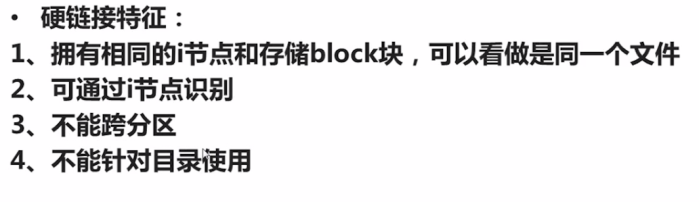 • 硬链接特征：
1、拥有相同的i节点和存储block块，可以看做是同一个文件
2、可通过i节点识别
3、不能跨分区
4、不能针对目录使用